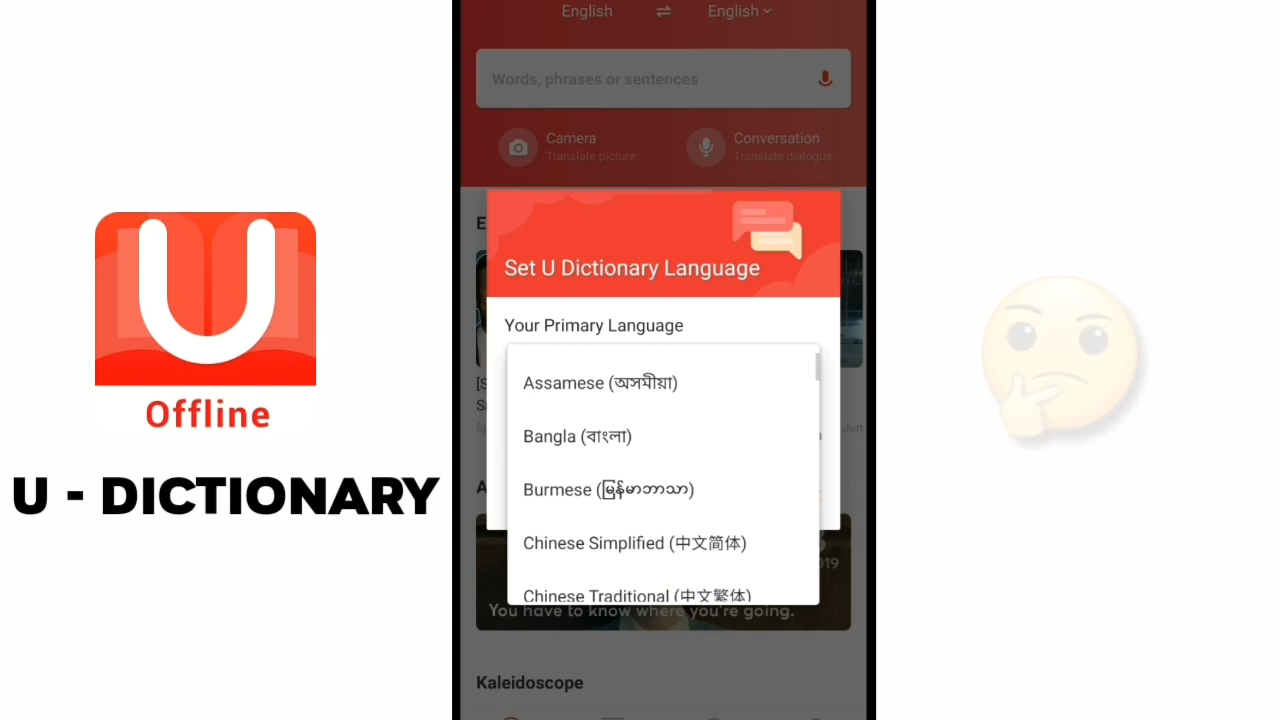 English
English
Words, phrases or sentences
Camera
Translate picture
Conversation
Translate dialogue
Set U Dictionary Language
Your Primary Language
Assamese (অসমীয়া)
Bangla (বাংলা)
Burmese (မြန်မာဘာသာ)
Chinese Simplified (中文简体)
Chinese Traditional (中文繁体)
Jun
You have to know where you're going.
Kaleidoscope
U
Offline
U - DICTIONARY